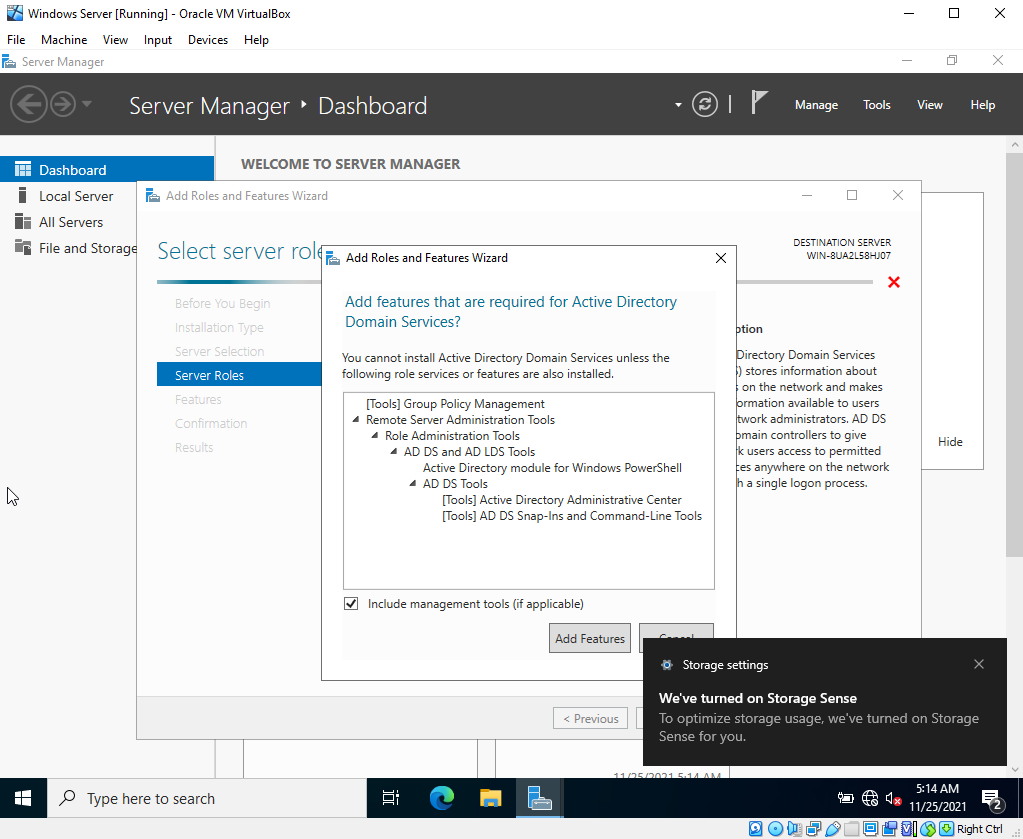 Windows Server [Running] - Oracle VM VirtualBox
File Machine View Input Devices Help
Server Manager
Server Manager Dashboard
Manage Tools View Help
Dashboard
Local Server
All Servers
File and Storage
WELCOME TO SERVER MANAGER
Add Roles and Features Wizard
Select server role
DESTINATION SERVER
WIN-8UA2L58HJ07
Before You Begin
Installation Type
Server Selection
Server Roles
Features
Confirmation
Results
Add Roles and Features Wizard
Add features that are required for Active Directory
Domain Services?
You cannot install Active Directory Domain Services unless the
following role services or features are also installed.
[Tools] Group Policy Management
Remote Server Administration Tools
Role Administration Tools
AD DS and AD LDS Tools
Active Directory module for Windows PowerShell
AD DS Tools
[Tools] Active Directory Administrative Center
[Tools] AD DS Snap-Ins and Command-Line Tools
Include management tools (if applicable)
Add Features Cancel
ption
Directory Domain Services
) stores information about
s on the network and makes
ormation available to users
twork administrators. AD DS
omain controllers to give
k users access to permitted
ces anywhere on the network
h a single logon process.
Hide
< Previous
Storage settings
We've turned on Storage Sense
To optimize storage usage, we've turned on Storage
Sense for you.
11/25/2021 5:14 AM
Type here to search
5:14 AM
11/25/2021
2
Right Ctrl